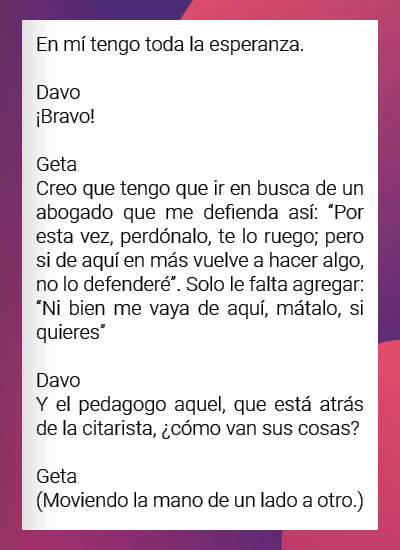 En mí tengo toda la esperanza.
Davo
¡Bravo!
Geta
Creo que tengo que ir en busca de un
abogado que me defienda así: “Por
esta vez, perdónalo, te lo ruego; pero
si de aquí en más vuelve a hacer algo,
no lo defenderé”. Solo le falta agregar:
“Ni bien me vaya de aquí, mátalo, si
quieres”
Davo
Y el pedagogo aquel, que está atrás
de la citarista, ¿cómo van sus cosas?
Geta
(Moviendo la mano de un lado a otro.)